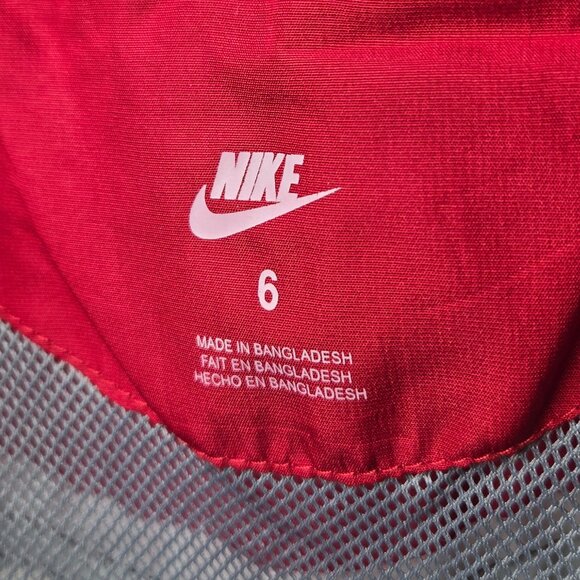 NIKE
6
MADE IN BANGLADESH
FAIT EN BANGLADESH
HECHO EN BANGLADESH